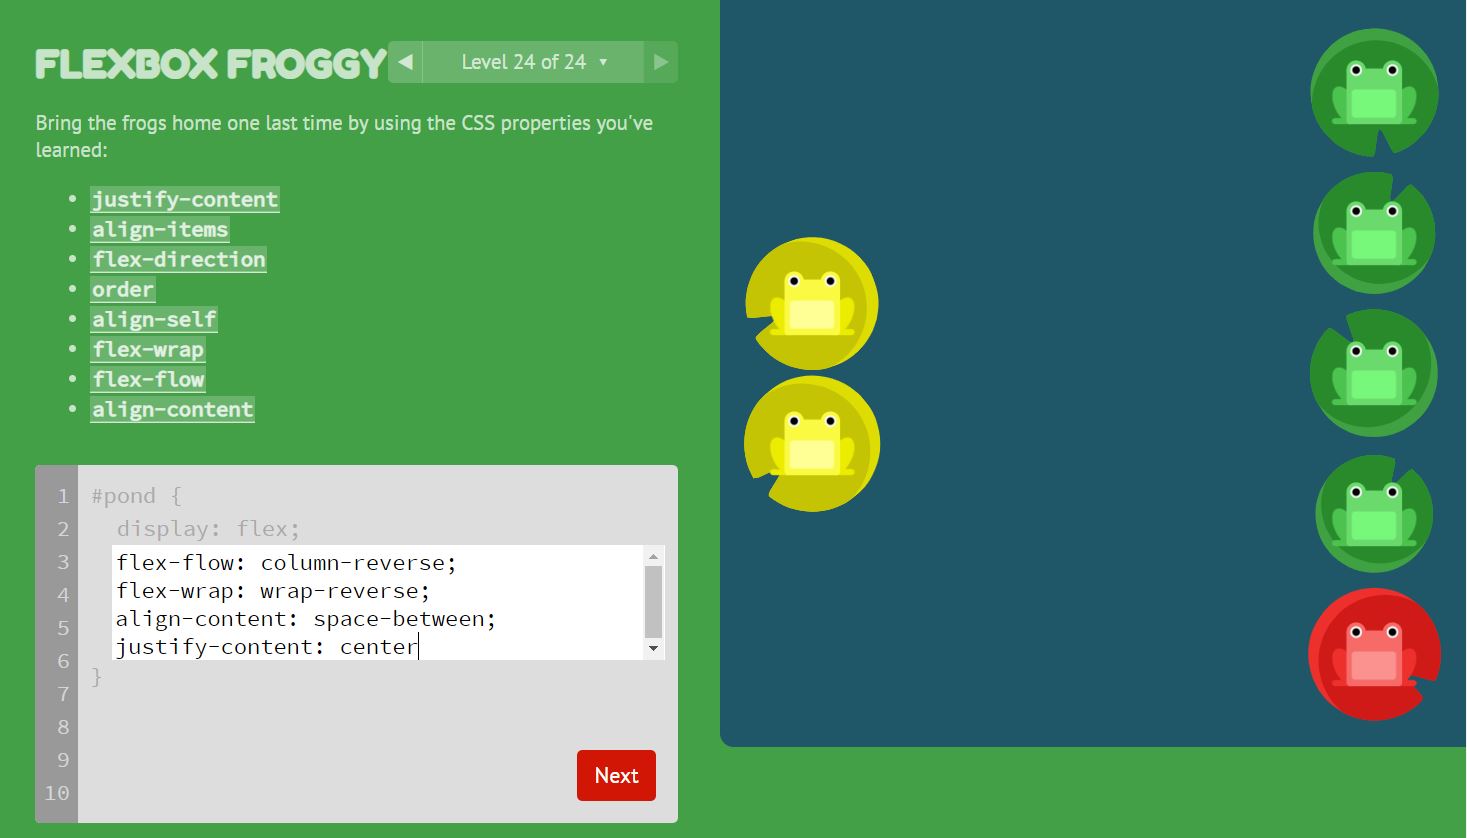 FLEXBOX FROGGY
◀ Level 24 of 24 ▼ ▶
Bring the frogs home one last time by using the CSS properties you've
learned:
• justify-content
• align-items
• flex-direction
• order
• align-self
• flex-wrap
• flex-flow
• align-content
1 #pond {
2 display: flex;
3 flex-flow: column-reverse;
4 flex-wrap: wrap-reverse;
5 align-content: space-between;
6 justify-content: center
7 }
8
9
10
Next